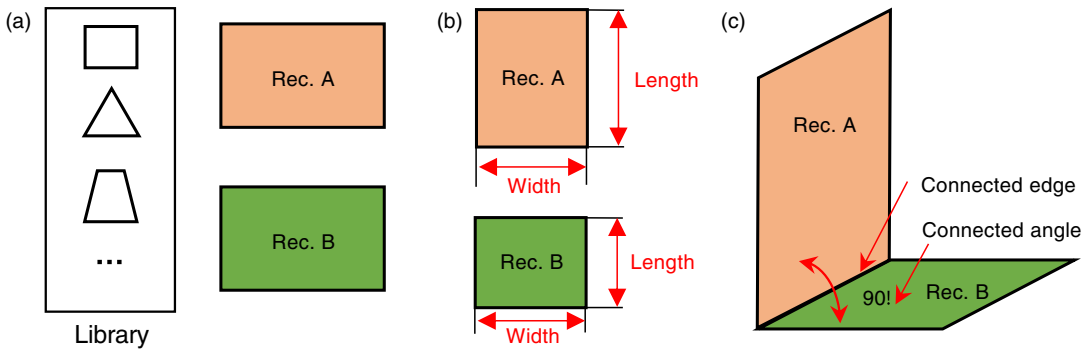 (a)
Rec. A
Rec. B
...
Library
(b)
Rec. A
Length
Width
Rec. B
Length
Width
(c)
Rec. A
Connected edge
Connected angle
90!
Rec. B